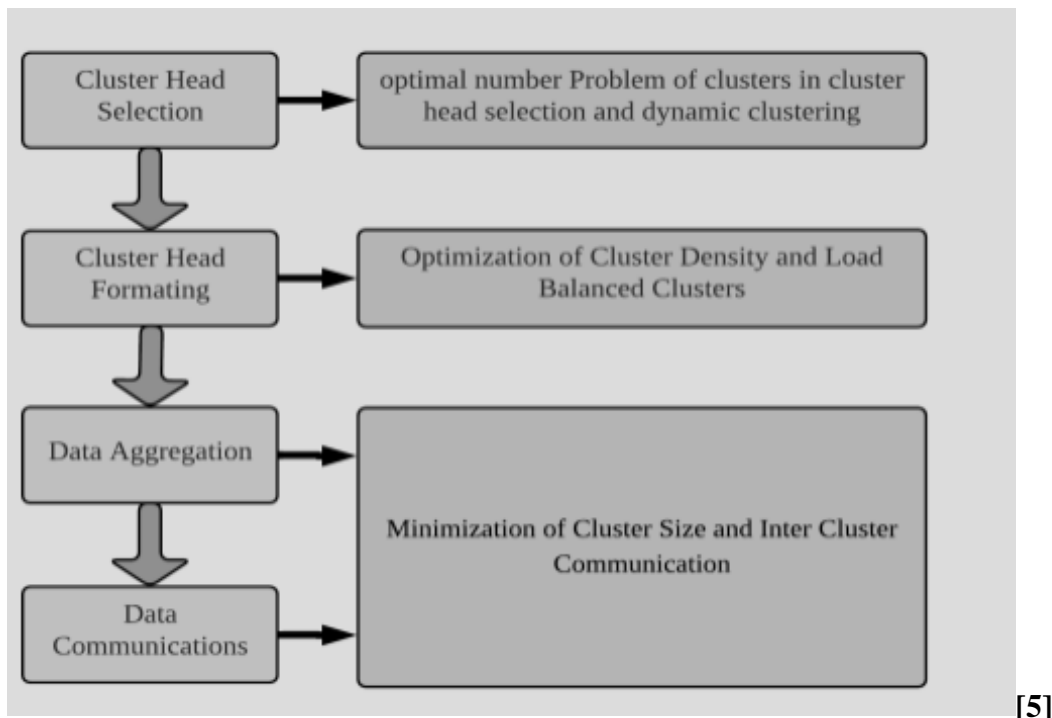 Cluster Head
Selection
optimal number Problem of clusters in cluster
head selection and dynamic clustering
Cluster Head
Formating
Optimization of Cluster Density and Load
Balanced Clusters
Data Aggregation
Minimization of Cluster Size and Inter Cluster
Communication
Data
Communications
[5]